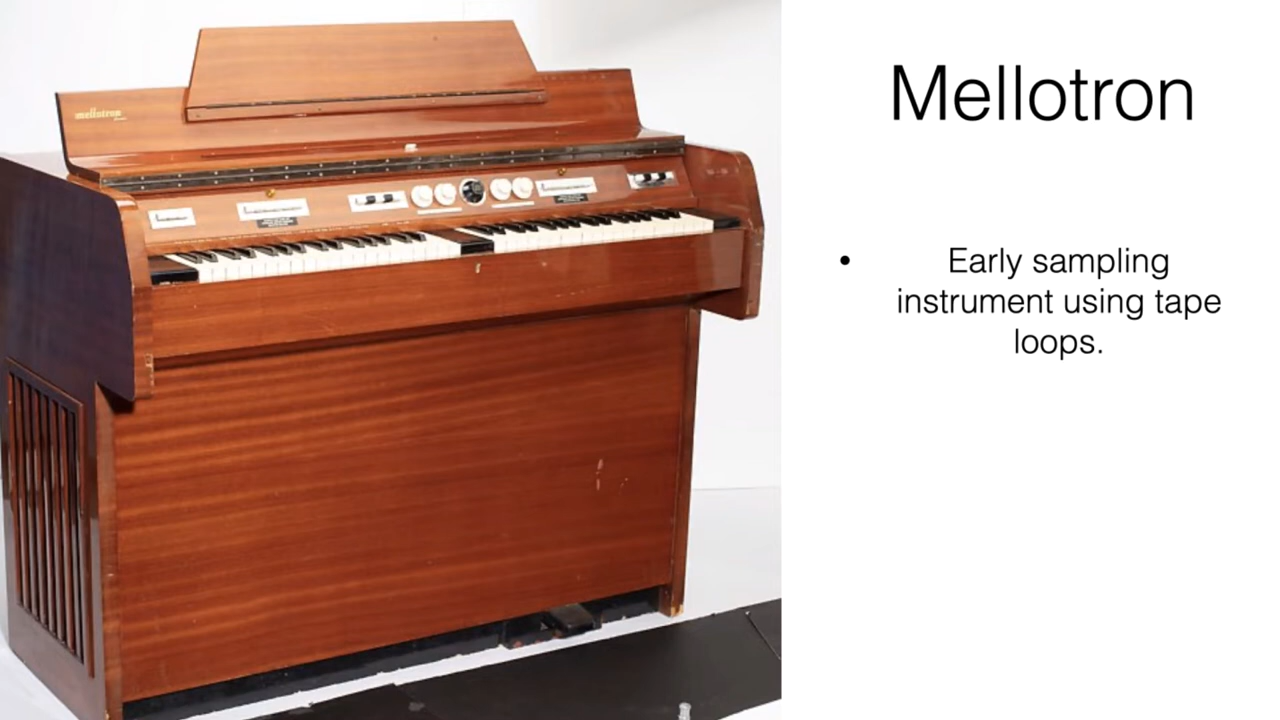 mellotron
Mellotron
• Early sampling
instrument using tape
loops.